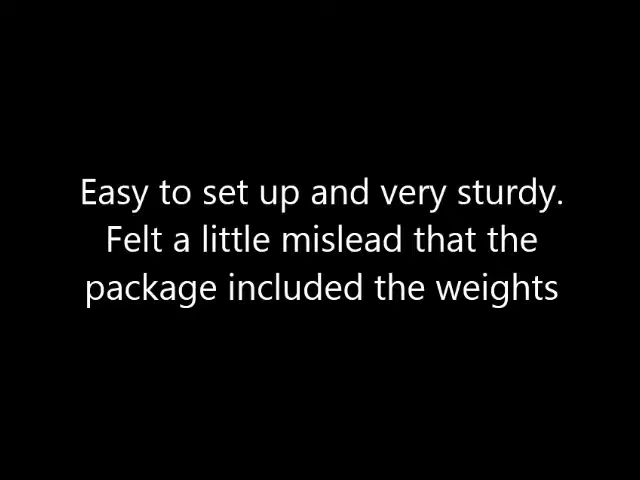 Easy to set up and very sturdy.
Felt a little mislead that the
package included the weights